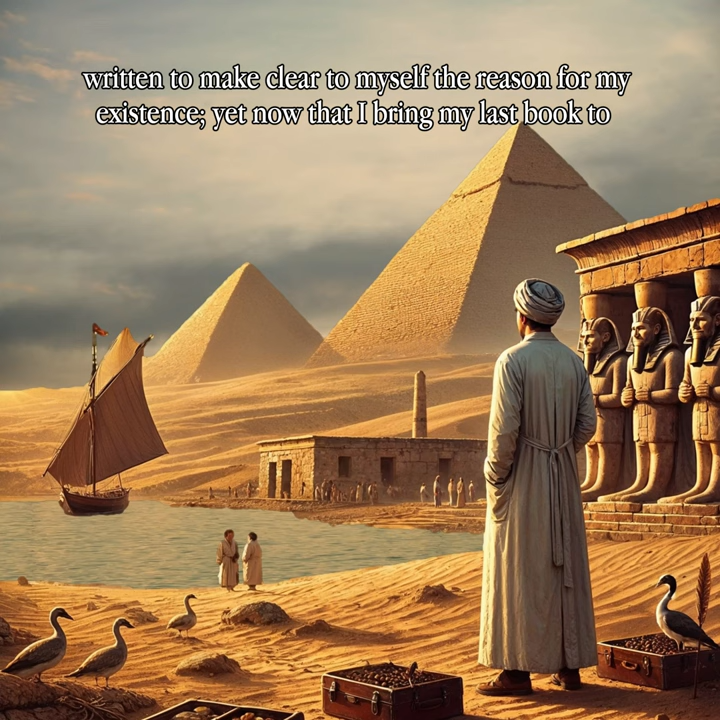 written to make clear to myself the reason for my
existence; yet now that I bring my last book to